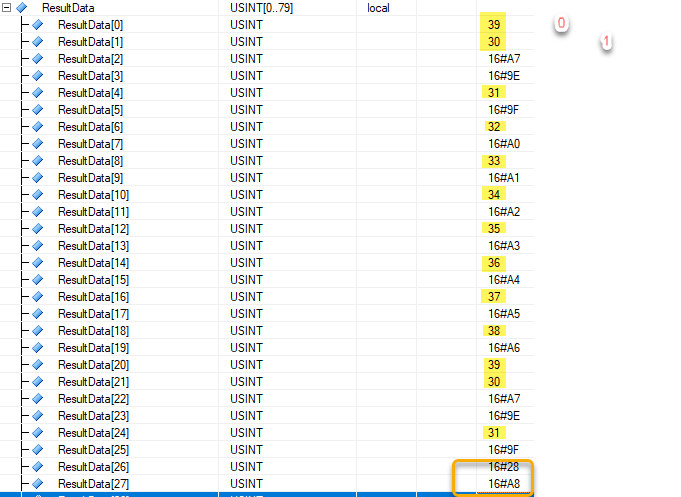 ResultData USINT[0..79] local
ResultData[0] USINT 39 0
ResultData[1] USINT 30 1
ResultData[2] USINT 16#A7
ResultData[3] USINT 16#9E
ResultData[4] USINT 31
ResultData[5] USINT 16#9F
ResultData[6] USINT 32
ResultData[7] USINT 16#A0
ResultData[8] USINT 33
ResultData[9] USINT 16#A1
ResultData[10] USINT 34
ResultData[11] USINT 16#A2
ResultData[12] USINT 35
ResultData[13] USINT 16#A3
ResultData[14] USINT 36
ResultData[15] USINT 16#A4
ResultData[16] USINT 37
ResultData[17] USINT 16#A5
ResultData[18] USINT 38
ResultData[19] USINT 16#A6
ResultData[20] USINT 39
ResultData[21] USINT 30
ResultData[22] USINT 16#A7
ResultData[23] USINT 16#9E
ResultData[24] USINT 31
ResultData[25] USINT 16#9F
ResultData[26] USINT 16#28
ResultData[27] USINT 16#A8